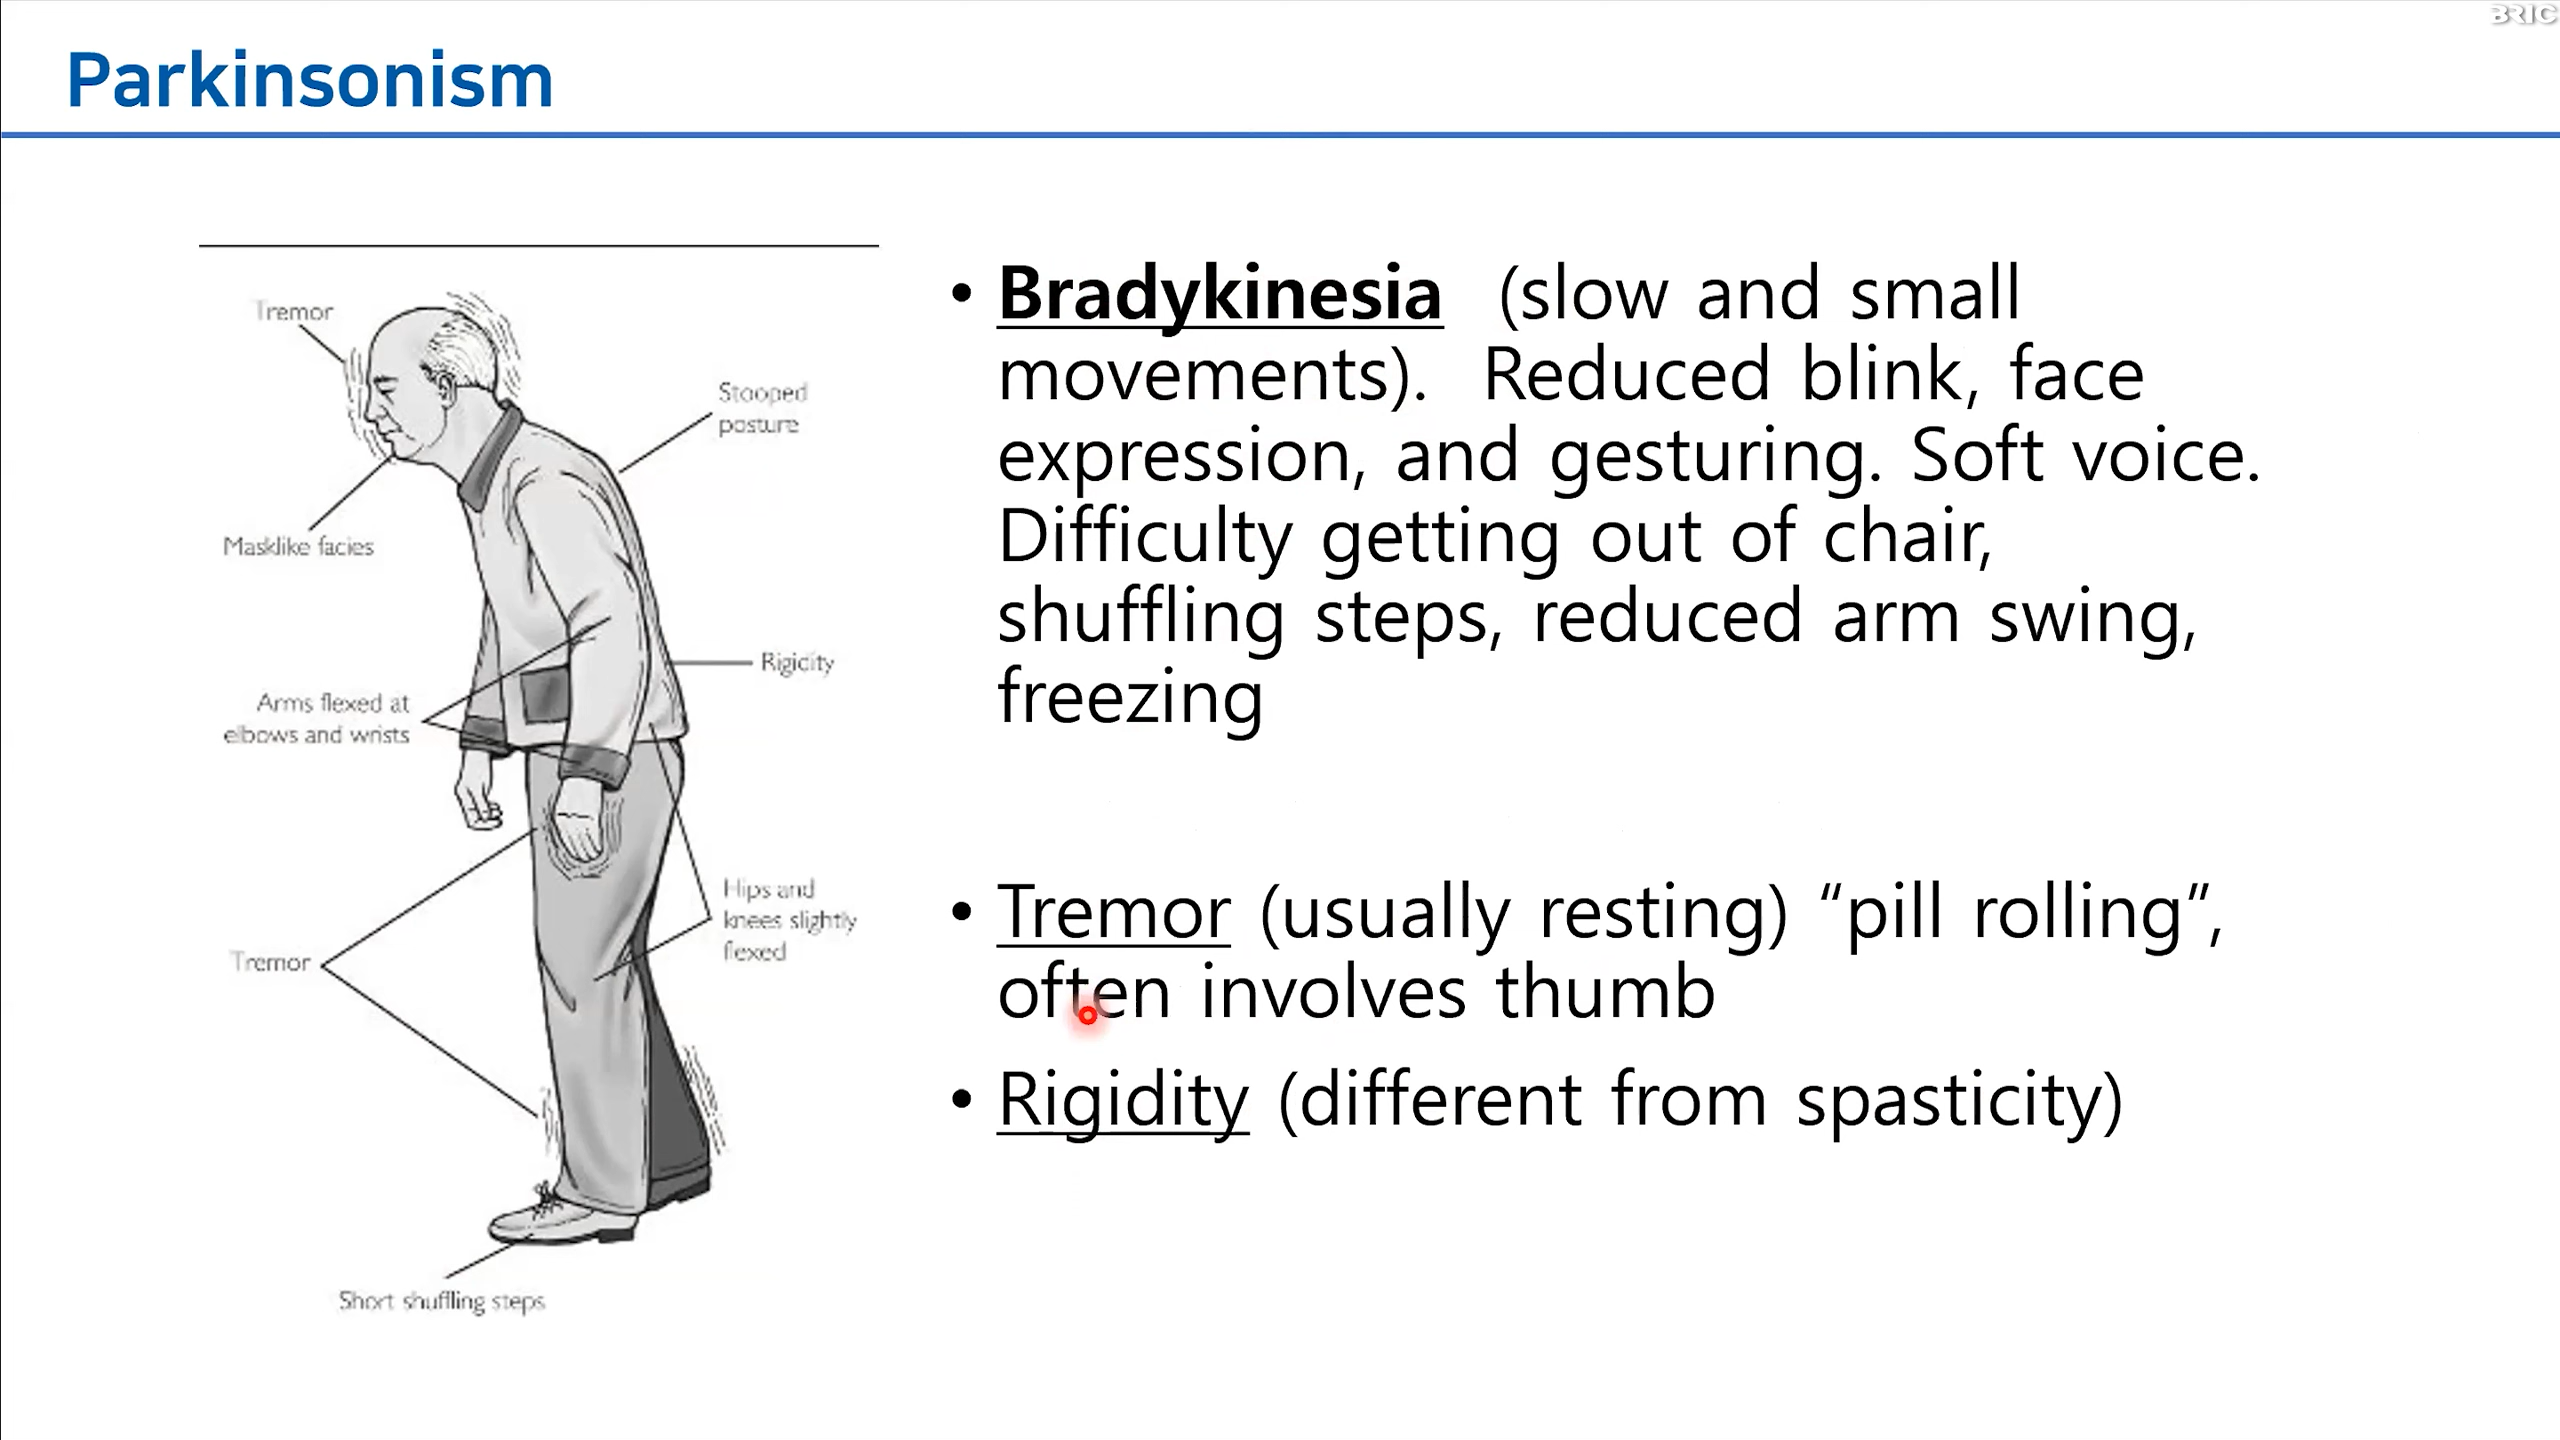 BRIC
Parkinsonism
Tremor
Stooped
posture
Masklike facies
Rigidity
Arms flexed at
elbows and wrists
Hips and
knees slightly
flexed
Tremor
Short shuffling steps
• Bradykinesia (slow and small
movements). Reduced blink, face
expression, and gesturing. Soft voice.
Difficulty getting out of chair,
shuffling steps, reduced arm swing,
freezing
• Tremor (usually resting) “pill rolling”,
often involves thumb
• Rigidity (different from spasticity)